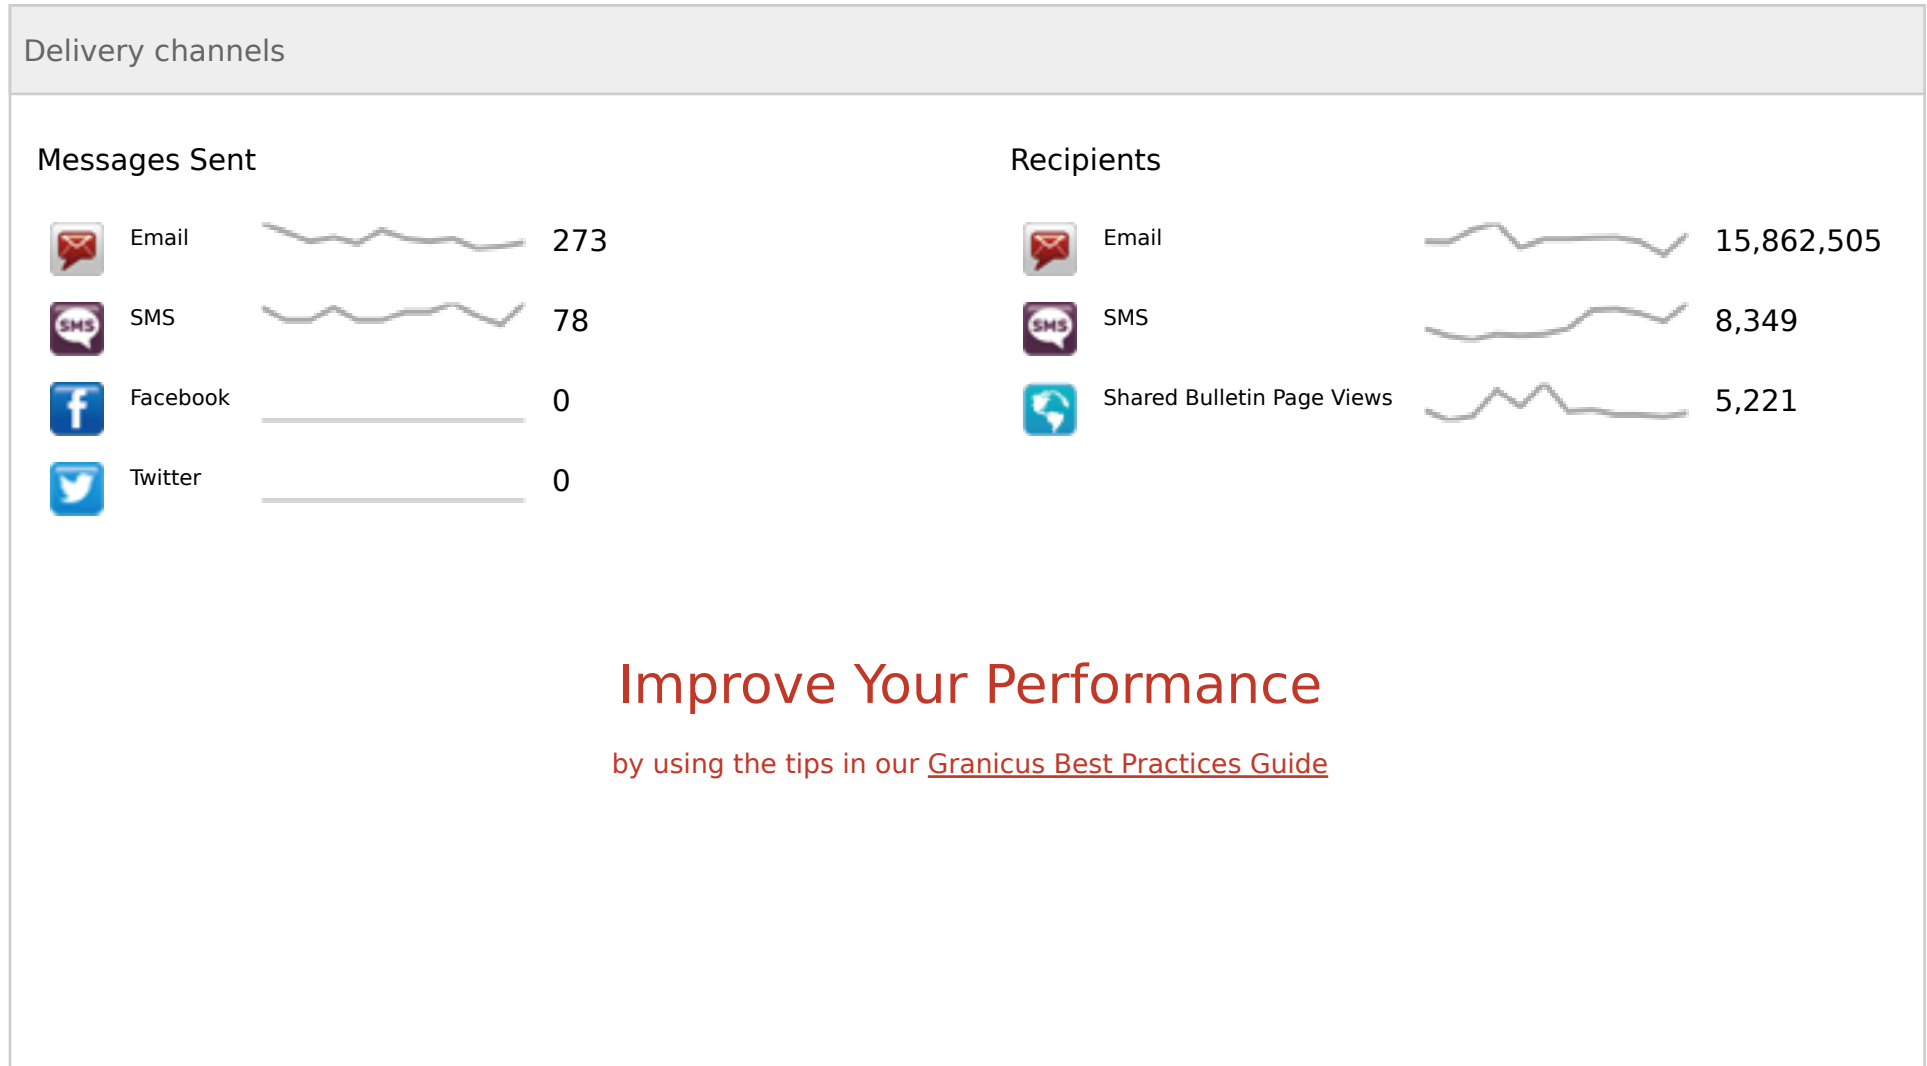 Delivery channels
Messages Sent
Email 273
SMS 78
Facebook 0
Twitter 0
Recipients
Email 15,862,505
SMS 8,349
Shared Bulletin Page Views 5,221
Improve Your Performance
by using the tips in our Granicus Best Practices Guide